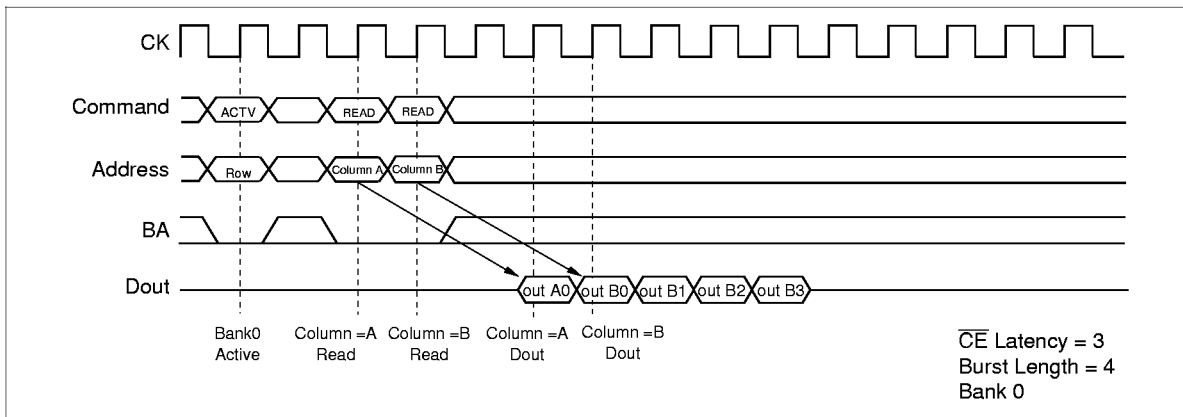 CK
Command ACTV READ READ
Address Row Column A Column B
BA
Dout out A0 out B0 out B1 out B2 out B3
Bank0 Active
Column =A Read
Column =B Read
Column =A Dout
Column =B Dout
CE Latency = 3
Burst Length = 4
Bank 0